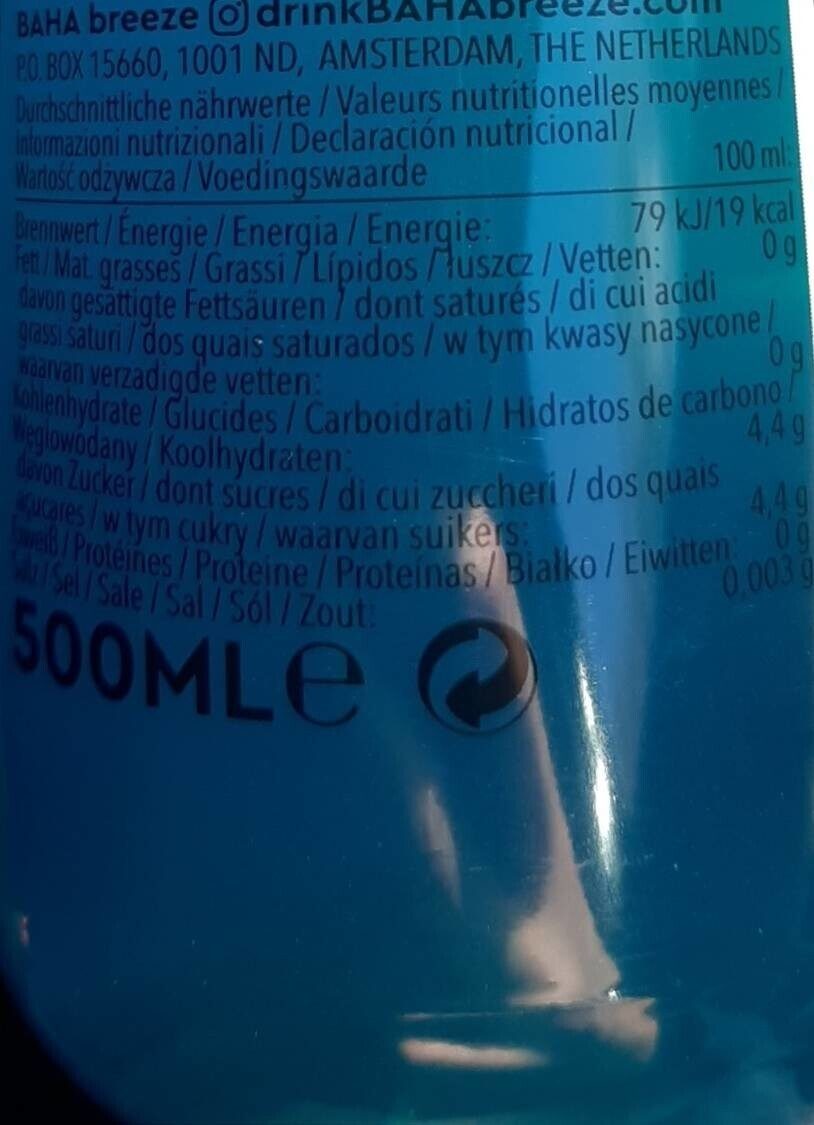 BAHA breeze drinkBAHAbreeze.com
P.O. BOX 15660, 1001 ND, AMSTERDAM, THE NETHERLANDS
Durchschnittliche nährwerte / Valeurs nutritionelles moyennes /
Informazioni nutrizionali / Declaración nutricional /
Wartość odżywcza / Voedingswaarde 100 ml:
Brennwert / Énergie / Energia / Energie: 79 kJ/19 kcal
Fett / Mat. grasses / Grassi / Lípidos / Tłuszcz / Vetten: 0 g
davon gesättigte Fettsäuren / dont saturés / di cui acidi
grassi saturi / dos quais saturados / w tym kwasy nasycone /
waarvan verzadigde vetten: 0 g
Kohlenhydrate / Glucides / Carboidrati / Hidratos de carbono /
Węglowodany / Koolhydraten: 4,4 g
davon Zucker / dont sucres / di cui zuccheri / dos quais
açucares / w tym cukry / waarvan suikers: 4,4 g
Eiweiß / Protéines / Proteine / Proteínas / Białko / Eiwitten: 0 g
Salz / Sel / Sale / Sal / Sól / Zout: 0,003 g
500MLe